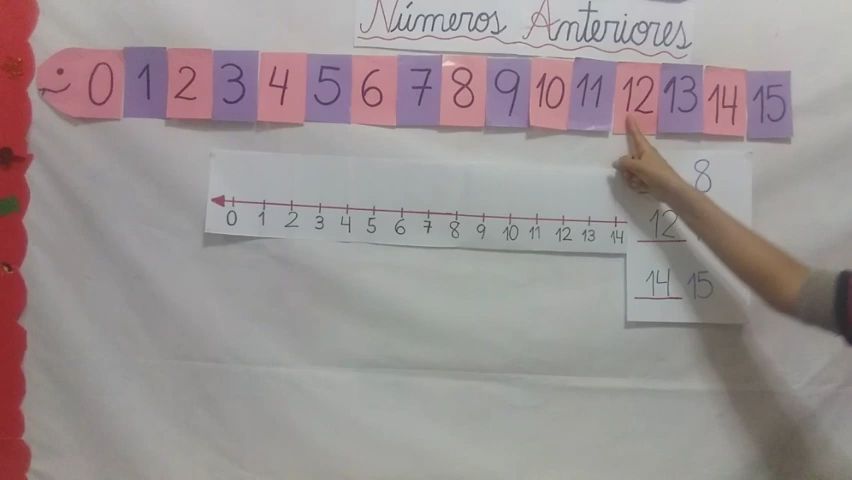 Números Anteriores
0 1 2 3 4 5 6 7 8 9 10 11 12 13 14 15
0 1 2 3 4 5 6 7 8 9 10 11 12 13 14
8
12
14 15